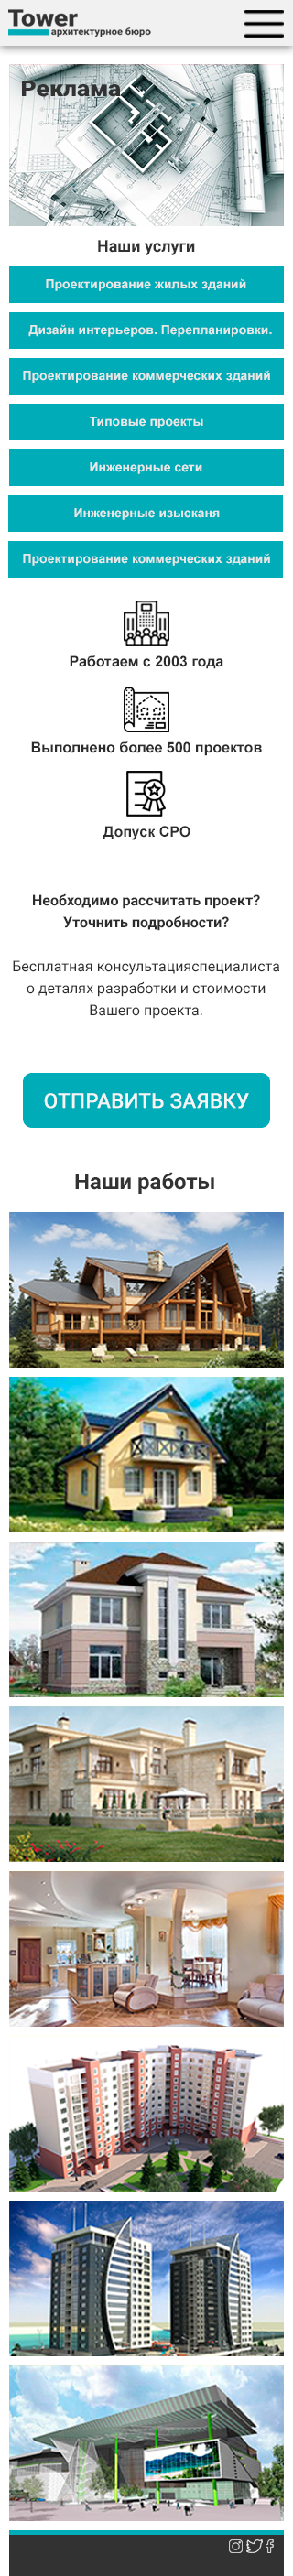 Tower
архитектурное бюро
Реклама
Наши услуги
Проектирование жилых зданий
Дизайн интерьеров. Перепланировки.
Проектирование коммерческих зданий
Типовые проекты
Инженерные сети
Инженерные изысканя
Проектирование коммерческих зданий
Работаем с 2003 года
Выполнено более 500 проектов
Допуск СРО
Необходимо рассчитать проект?
Уточнить подробности?
Бесплатная консультацияспециалиста
о деталях разработки и стоимости
Вашего проекта.
ОТПРАВИТЬ ЗАЯВКУ
Наши работы